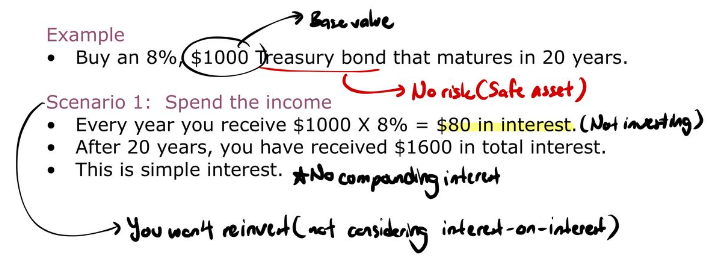 Base value
Example
• Buy an 8%, $1000 Treasury bond that matures in 20 years.
No risk (Safe asset)
Scenario 1: Spend the income
• Every year you receive $1000 X 8% = $80 in interest. (Not investing)
• After 20 years, you have received $1600 in total interest.
• This is simple interest. ★No compounding interest
You won't reinvest (not considering interest-on-interest)